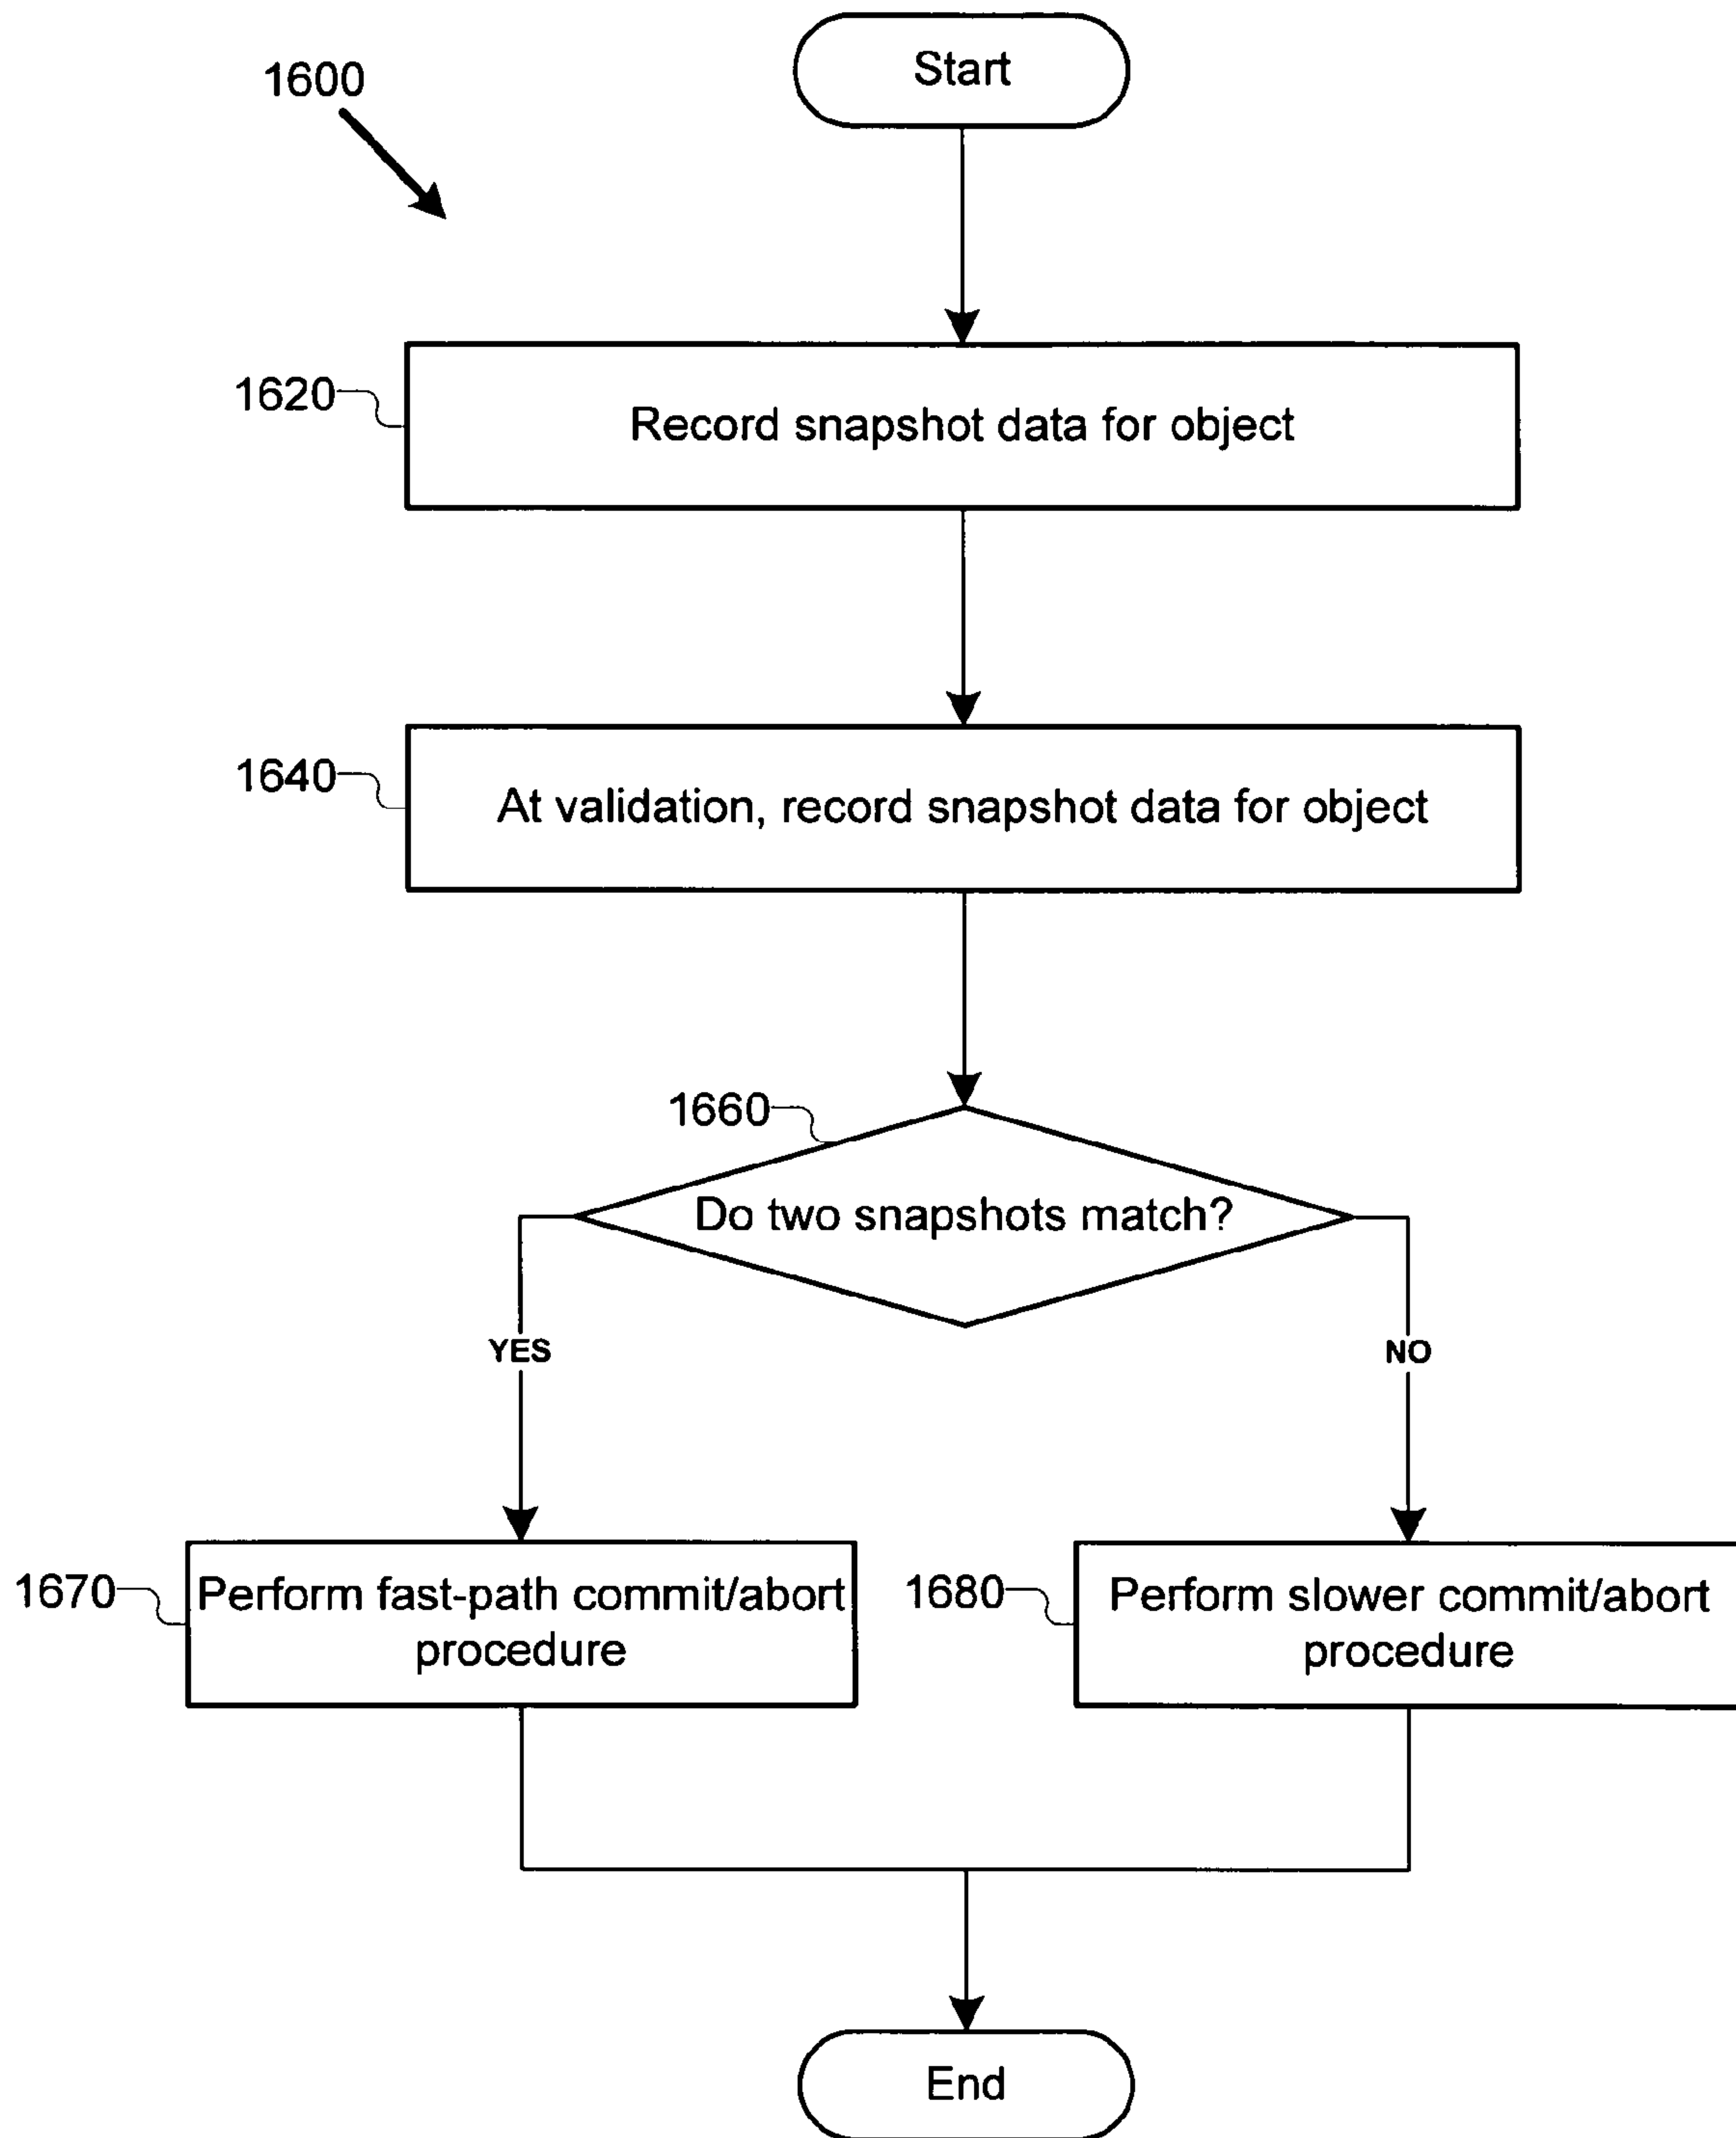 Start
1600
1620
Record snapshot data for object
1640
At validation, record snapshot data for object
1660
Do two snapshots match?
YES
NO
1670
Perform fast-path commit/abort
procedure
1680
Perform slower commit/abort
procedure
End